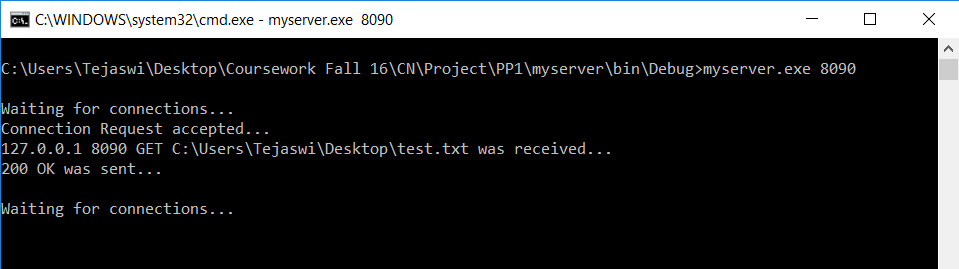 C:\WINDOWS\system32\cmd.exe - myserver.exe  8090
C:\Users\Tejaswi\Desktop\Coursework Fall 16\CN\Project\PP1\myserver\bin\Debug>myserver.exe 8090
Waiting for connections...
Connection Request accepted...
127.0.0.1 8090 GET C:\Users\Tejaswi\Desktop\test.txt was received...
200 OK was sent...
Waiting for connections...